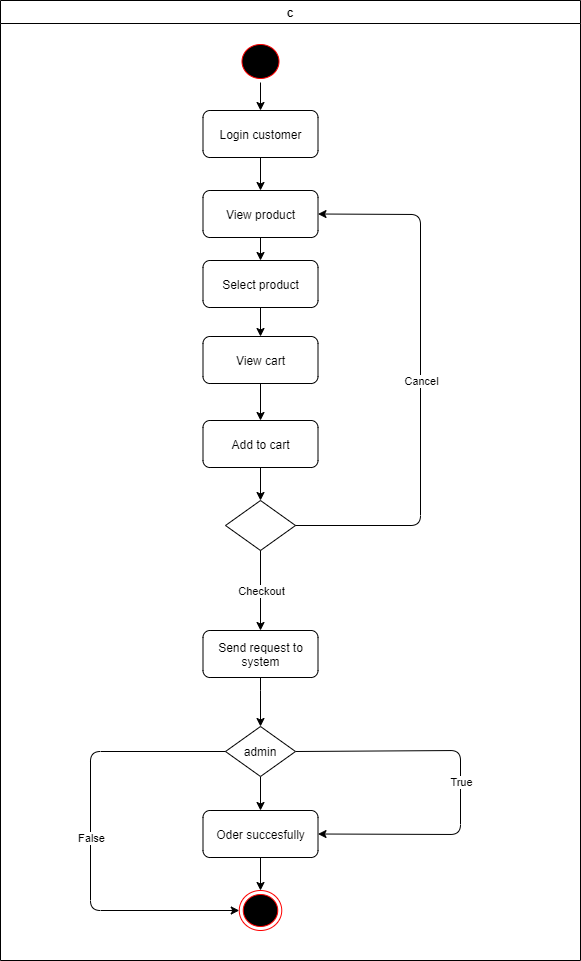 c
Login customer
View product
Select product
Cancel
View cart
Add to cart
Checkout
Send request to
system
admin
True
Oder succesfully
False